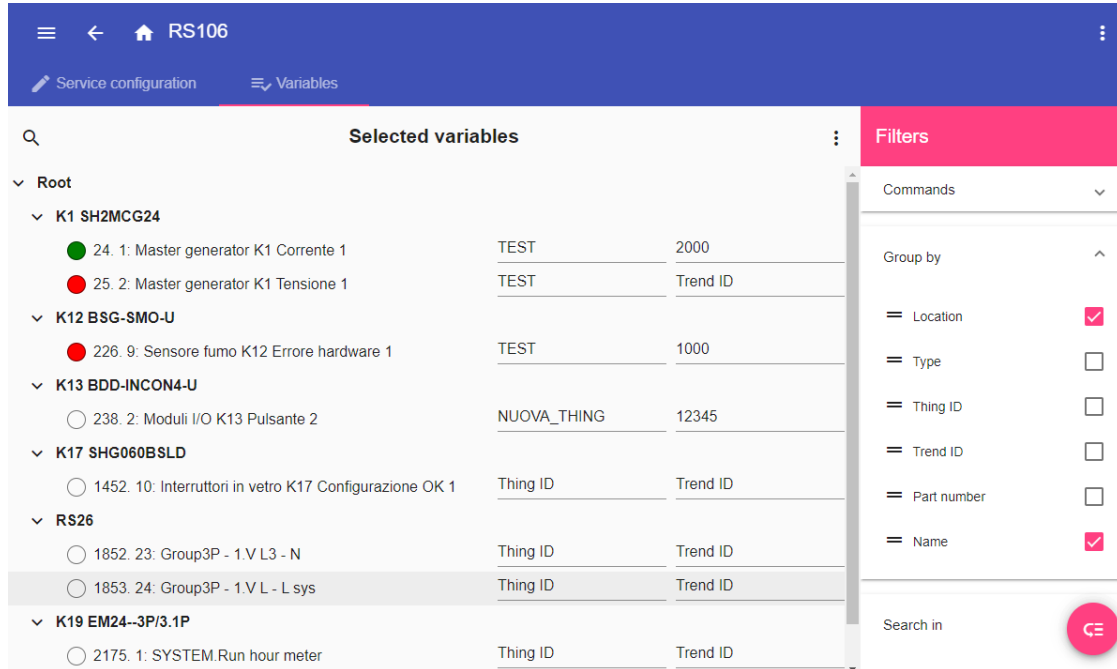 RS106
Service configuration Variables
Selected variables
Root
K1 SH2MCG24
24. 1: Master generator K1 Corrente 1 TEST 2000
25. 2: Master generator K1 Tensione 1 TEST Trend ID
K12 BSG-SMO-U
226. 9: Sensore fumo K12 Errore hardware 1 TEST 1000
K13 BDD-INCON4-U
238. 2: Moduli I/O K13 Pulsante 2 NUOVA_THING 12345
K17 SHG060BSLD
1452. 10: Interruttori in vetro K17 Configurazione OK 1 Thing ID Trend ID
RS26
1852. 23: Group3P - 1.V L3 - N Thing ID Trend ID
1853. 24: Group3P - 1.V L - L sys Thing ID Trend ID
K19 EM24--3P/3.1P
2175. 1: SYSTEM.Run hour meter Thing ID Trend ID
Filters
Commands
Group by
Location
Type
Thing ID
Trend ID
Part number
Name
Search in